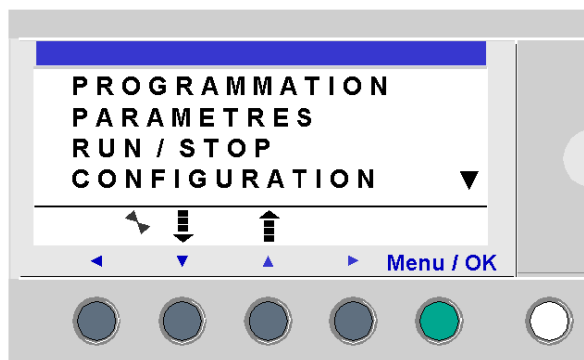 PROGRAMMATION
PARAMETRES
RUN / STOP
CONFIGURATION
Menu / OK